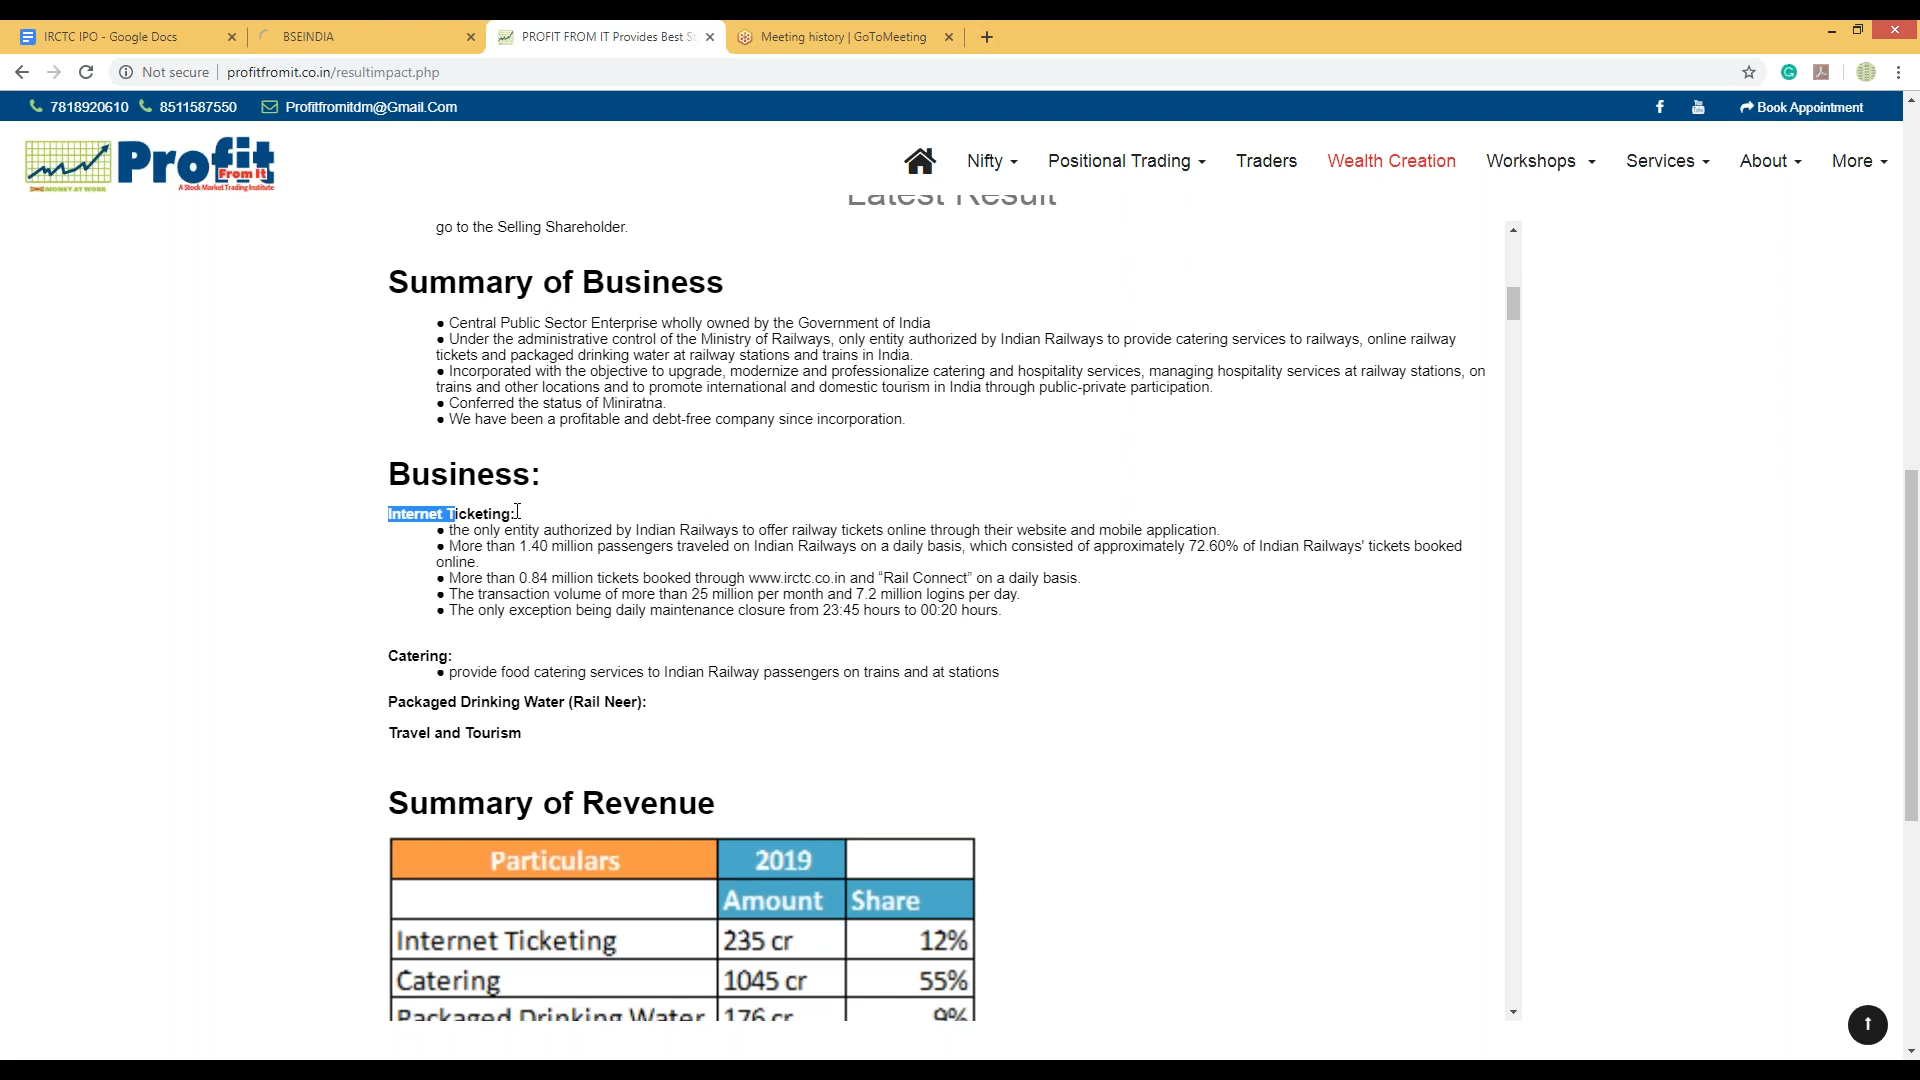 IRCTC IPO - Google Docs
BSEINDIA
PROFIT FROM IT Provides Best S
Meeting history | GoToMeeting
Not secure
profitfromit.co.in/resultimpact.php
7818920610
8511587550
Profitfromitdm@Gmail.Com
Book Appointment
Profit
From It
A Stock Market Trading Institute
MONEY AT WORK
Nifty
Positional Trading
Traders
Wealth Creation
Workshops
Services
About
More
Latest Result
go to the Selling Shareholder.
Summary of Business
● Central Public Sector Enterprise wholly owned by the Government of India
● Under the administrative control of the Ministry of Railways, only entity authorized by Indian Railways to provide catering services to railways, online railway
tickets and packaged drinking water at railway stations and trains in India.
● Incorporated with the objective to upgrade, modernize and professionalize catering and hospitality services, managing hospitality services at railway stations, on
trains and other locations and to promote international and domestic tourism in India through public-private participation.
● Conferred the status of Miniratna.
● We have been a profitable and debt-free company since incorporation.
Business:
Internet Ticketing:
● the only entity authorized by Indian Railways to offer railway tickets online through their website and mobile application.
● More than 1.40 million passengers traveled on Indian Railways on a daily basis, which consisted of approximately 72.60% of Indian Railways' tickets booked
online.
● More than 0.84 million tickets booked through www.irctc.co.in and “Rail Connect” on a daily basis.
● The transaction volume of more than 25 million per month and 7.2 million logins per day.
● The only exception being daily maintenance closure from 23:45 hours to 00:20 hours.
Catering:
● provide food catering services to Indian Railway passengers on trains and at stations
Packaged Drinking Water (Rail Neer):
Travel and Tourism
Summary of Revenue
Particulars 2019
Amount Share
Internet Ticketing 235 cr 12%
Catering 1045 cr 55%
Packaged Drinking Water 176 cr 9%